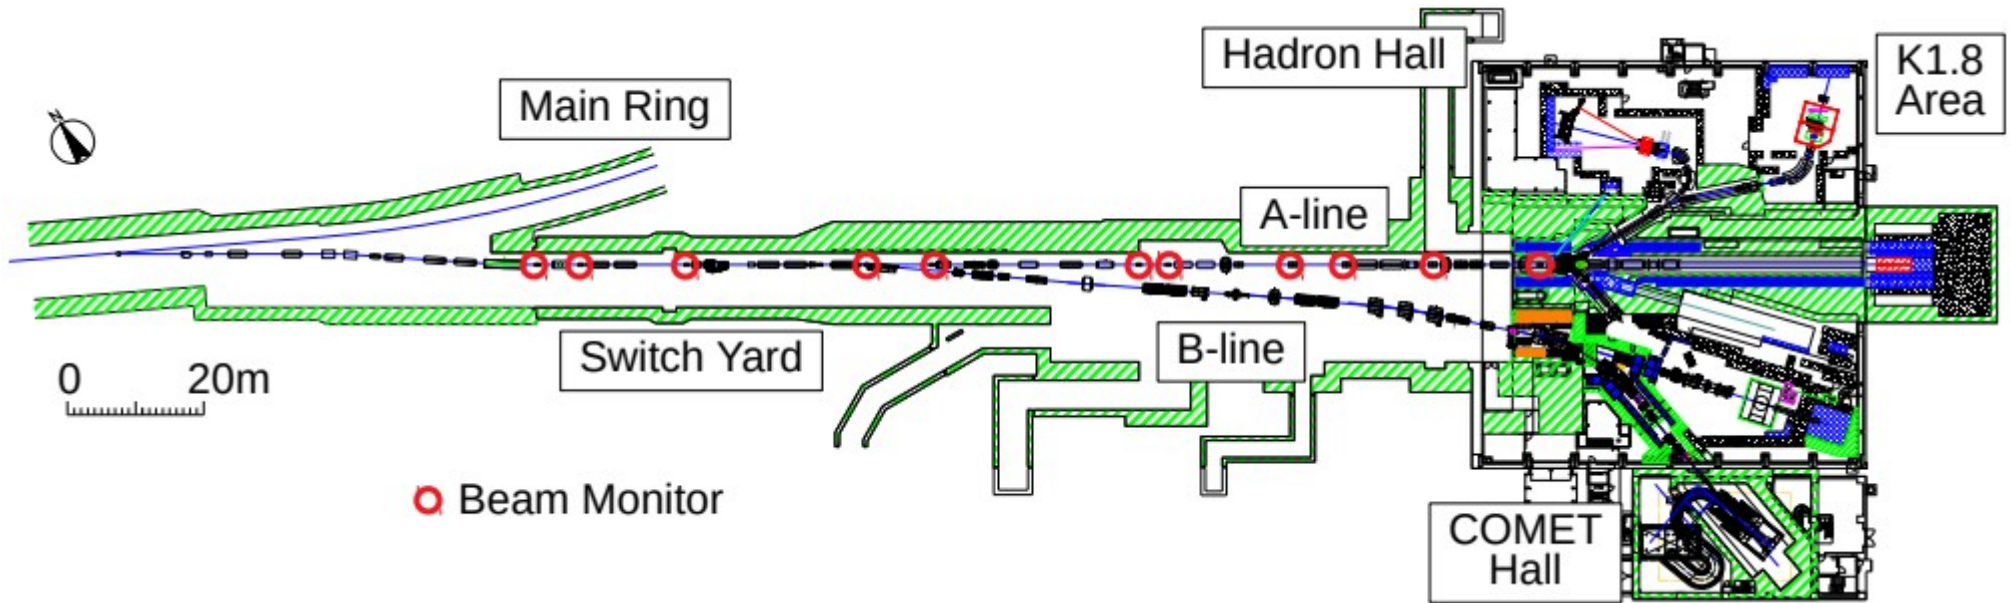 Hadron Hall
K1.8
Area
Main Ring
N
A-line
Switch Yard
B-line
0 20m
Beam Monitor
COMET
Hall